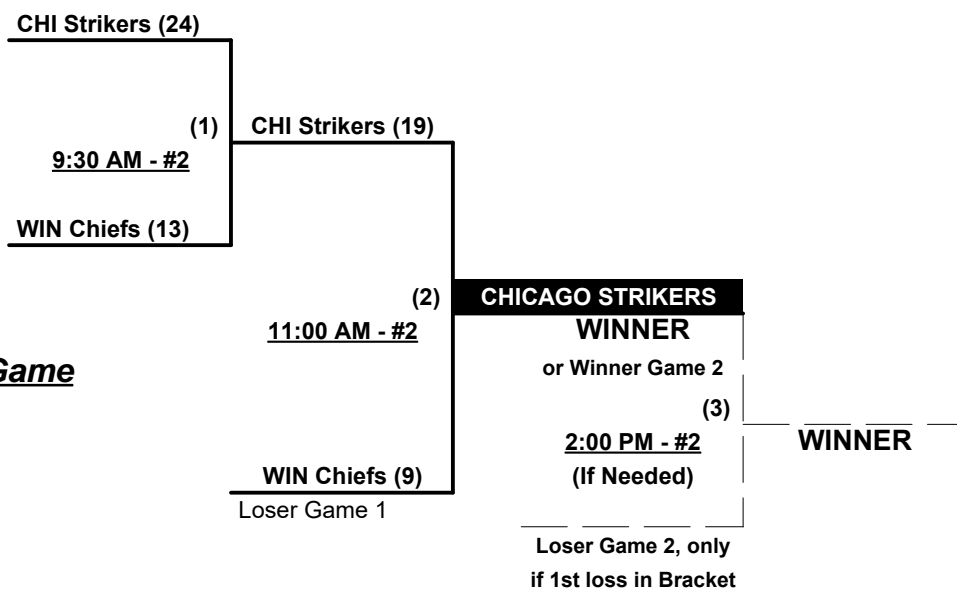 CHI Strikers (24)
(1)
CHI Strikers (19)
9:30 AM - #2
WIN Chiefs (13)
(2)
CHICAGO STRIKERS
11:00 AM - #2
WINNER
or Winner Game 2
Game
(3)
2:00 PM - #2
WINNER
(If Needed)
WIN Chiefs (9)
Loser Game 1
Loser Game 2, only
if 1st loss in Bracket